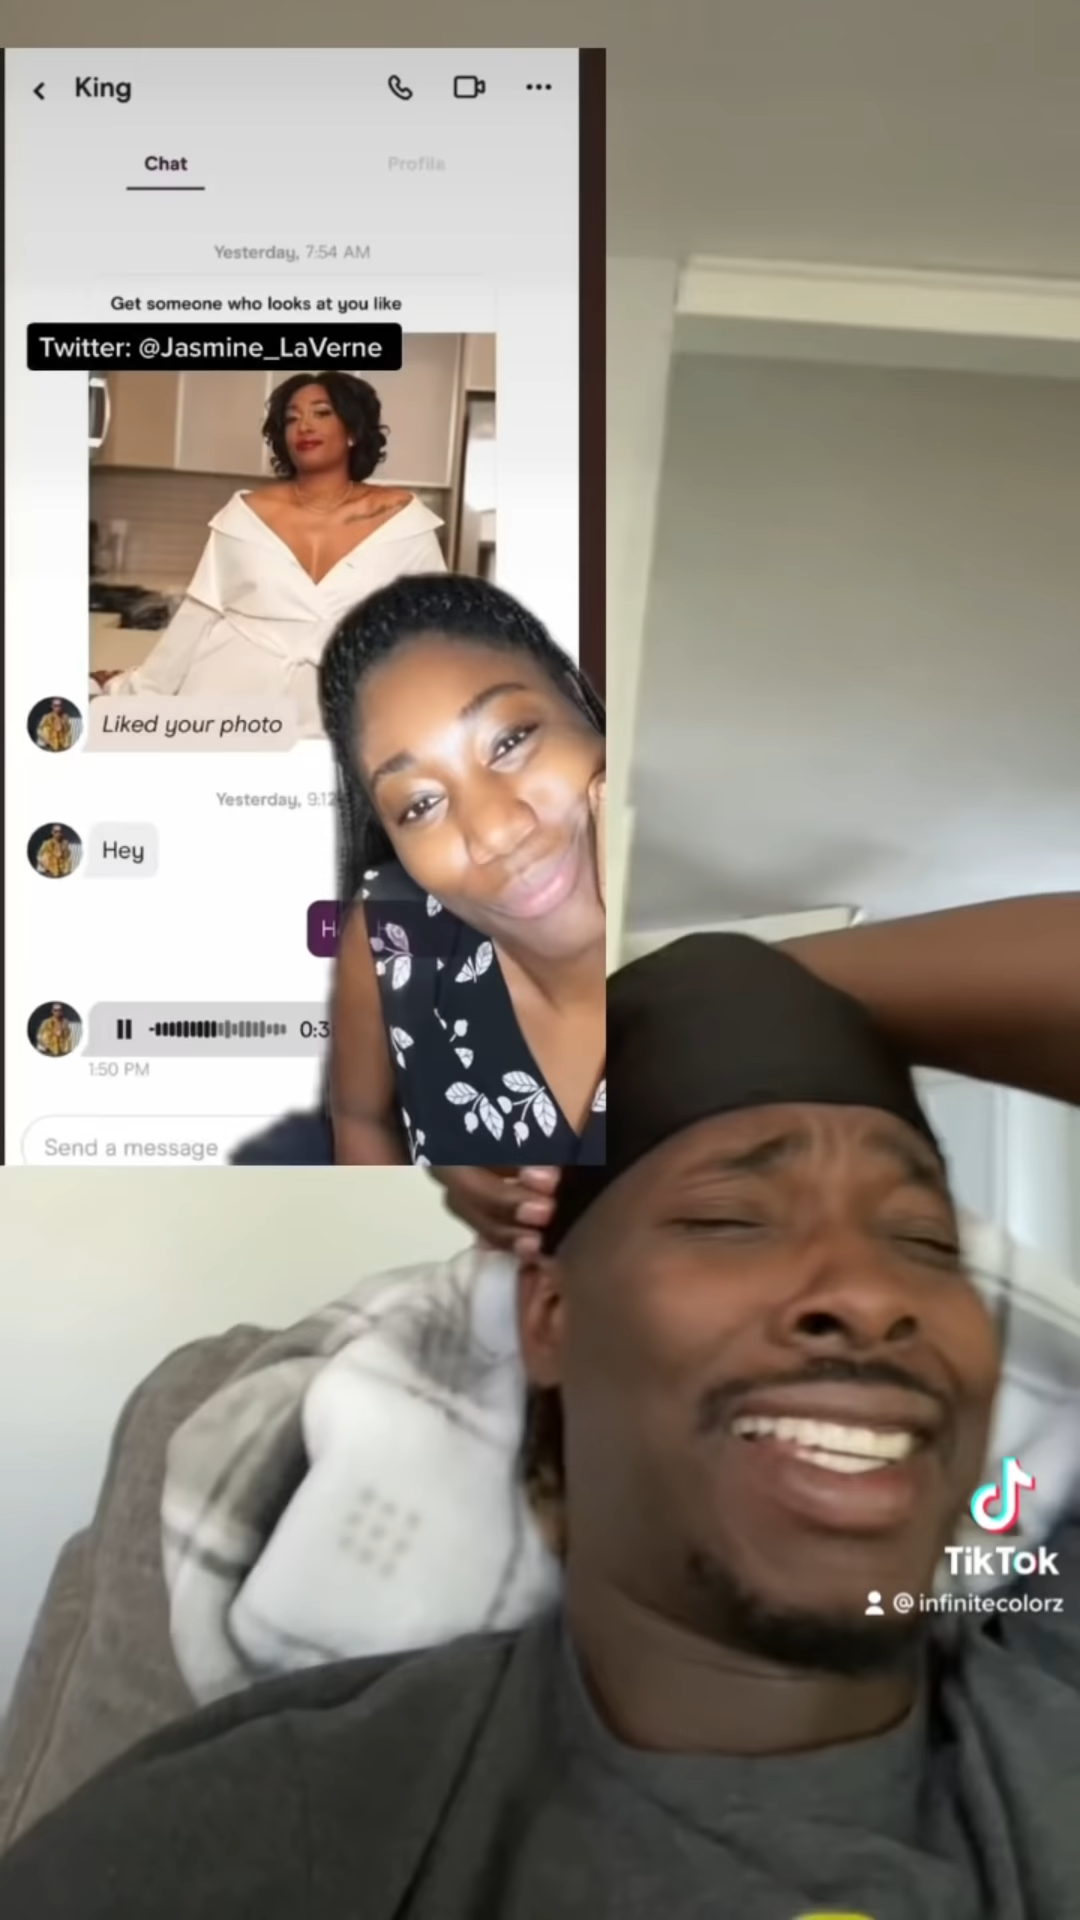 King
Chat
Profile
Yesterday, 7:54 AM
Get someone who looks at you like
Twitter: @Jasmine_LaVerne
Liked your photo
Yesterday,
Hey
1:50 PM
Send a message
TikTok
@infinitecolorz